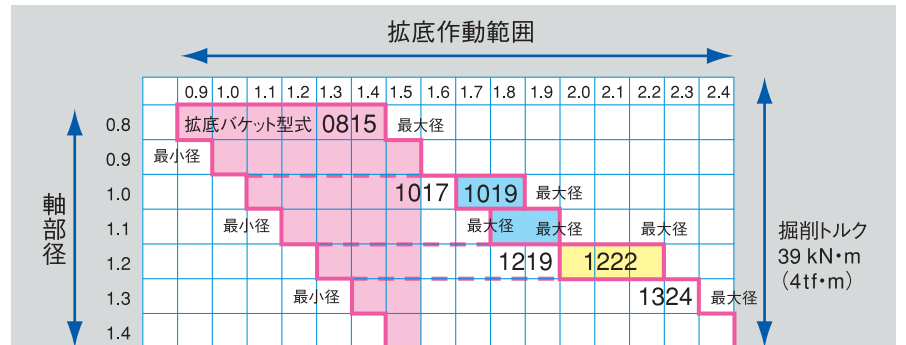 拡底作動範囲
0.9 1.0 1.1 1.2 1.3 1.4 1.5 1.6 1.7 1.8 1.9 2.0 2.1 2.2 2.3 2.4
0.8 拡底バケット型式 0815 最大径
0.9 最小径
1.0 1017 1019 最大径
1.1 最小径 最大径 最大径 最大径
1.2 1219 1222
1.3 最小径 1324 最大径
1.4
軸部径
掘削トルク
39 kN・m
(4tf・m)